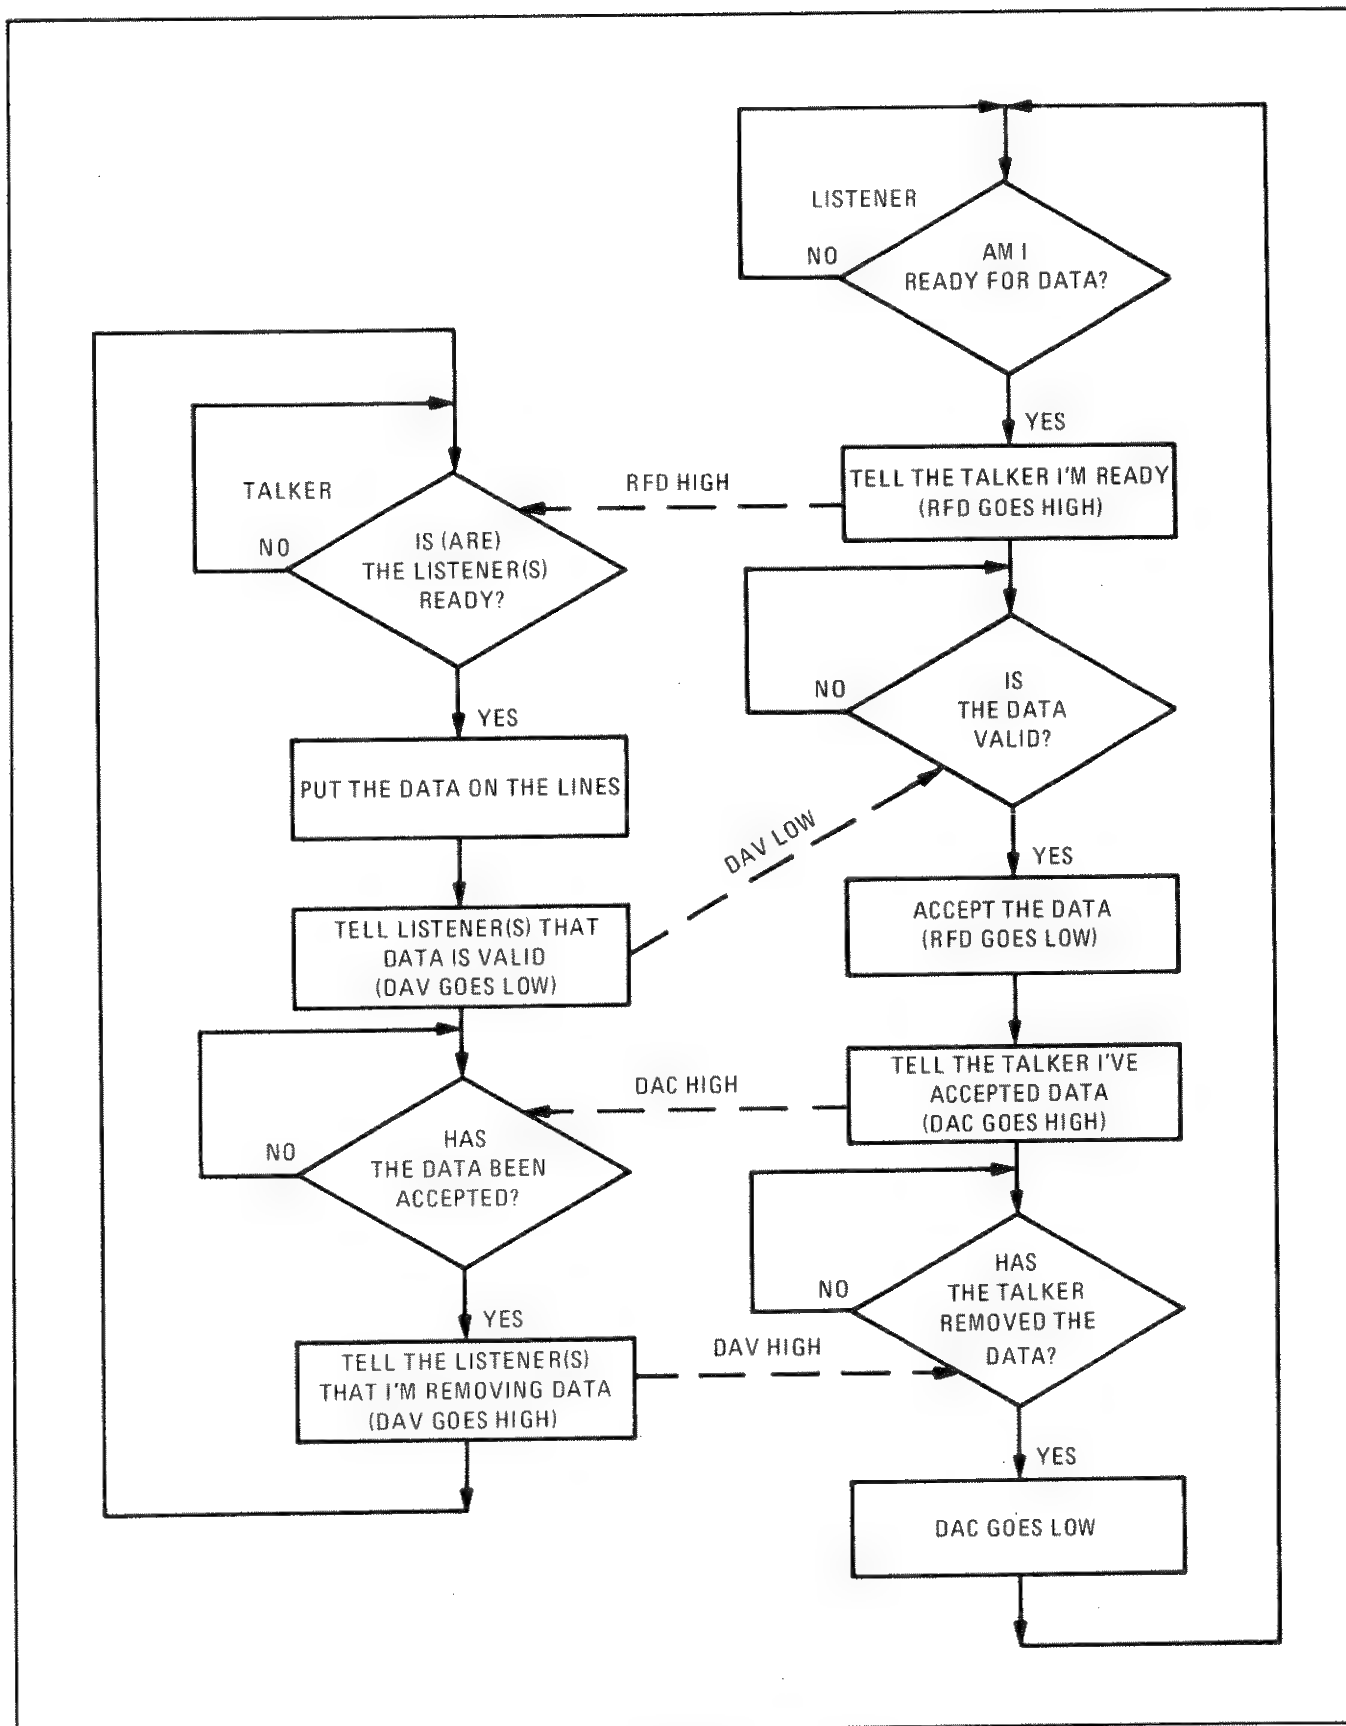 LISTENER
NO
AM I
READY FOR DATA?
YES
TELL THE TALKER I'M READY
(RFD GOES HIGH)
RFD HIGH
TALKER
NO
IS (ARE)
THE LISTENER(S)
READY?
YES
PUT THE DATA ON THE LINES
TELL LISTENER(S) THAT
DATA IS VALID
(DAV GOES LOW)
DAV LOW
NO
IS
THE DATA
VALID?
YES
ACCEPT THE DATA
(RFD GOES LOW)
TELL THE TALKER I'VE
ACCEPTED DATA
(DAC GOES HIGH)
DAC HIGH
NO
HAS
THE DATA BEEN
ACCEPTED?
YES
TELL THE LISTENER(S)
THAT I'M REMOVING DATA
(DAV GOES HIGH)
DAV HIGH
NO
HAS
THE TALKER
REMOVED THE
DATA?
YES
DAC GOES LOW